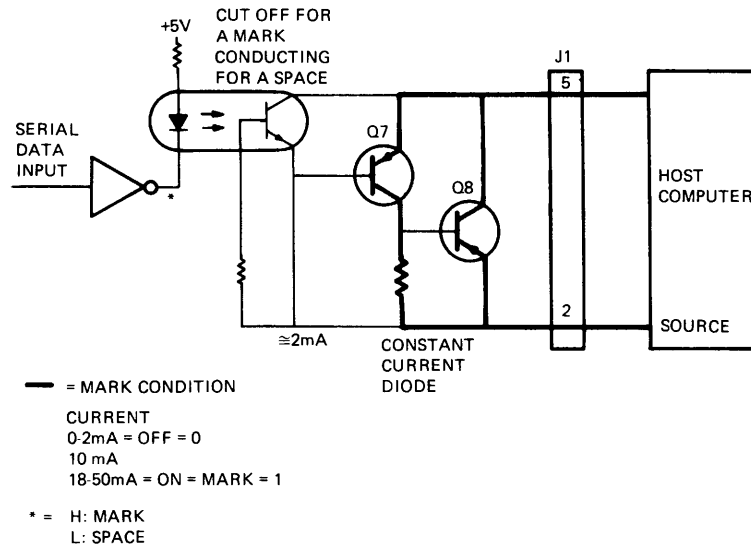 CUT OFF FOR
A MARK
CONDUCTING
FOR A SPACE
+5V
J1
5
SERIAL
DATA
INPUT
*
Q7
Q8
HOST
COMPUTER
2
SOURCE
≅2mA
CONSTANT
CURRENT
DIODE
= MARK CONDITION
CURRENT
0-2mA = OFF = 0
10 mA
18-50mA = ON = MARK = 1
* = H: MARK
L: SPACE